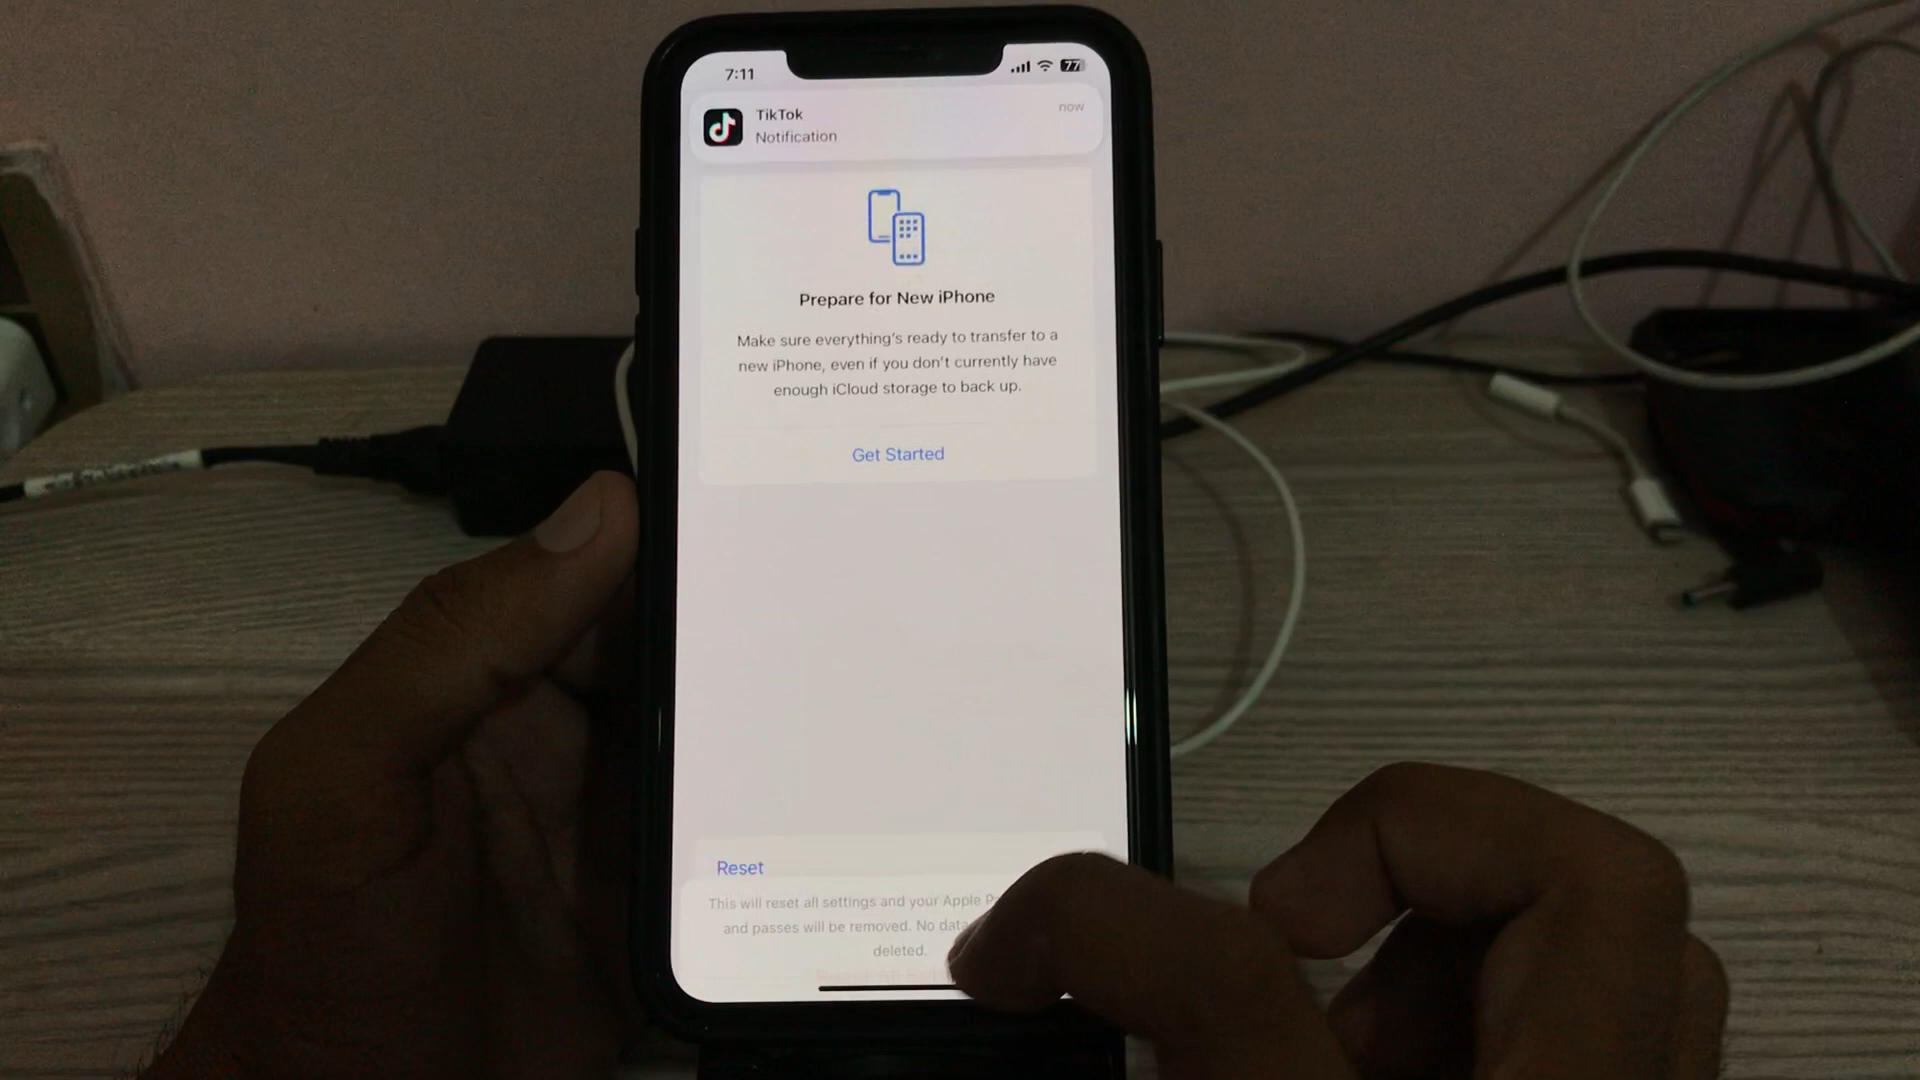 7:11
77
TikTok
now
Notification
Prepare for New iPhone
Make sure everything's ready to transfer to a
new iPhone, even if you don't currently have
enough iCloud storage to back up.
Get Started
Reset
This will reset all settings and your Apple
and passes will be removed. No data
deleted.